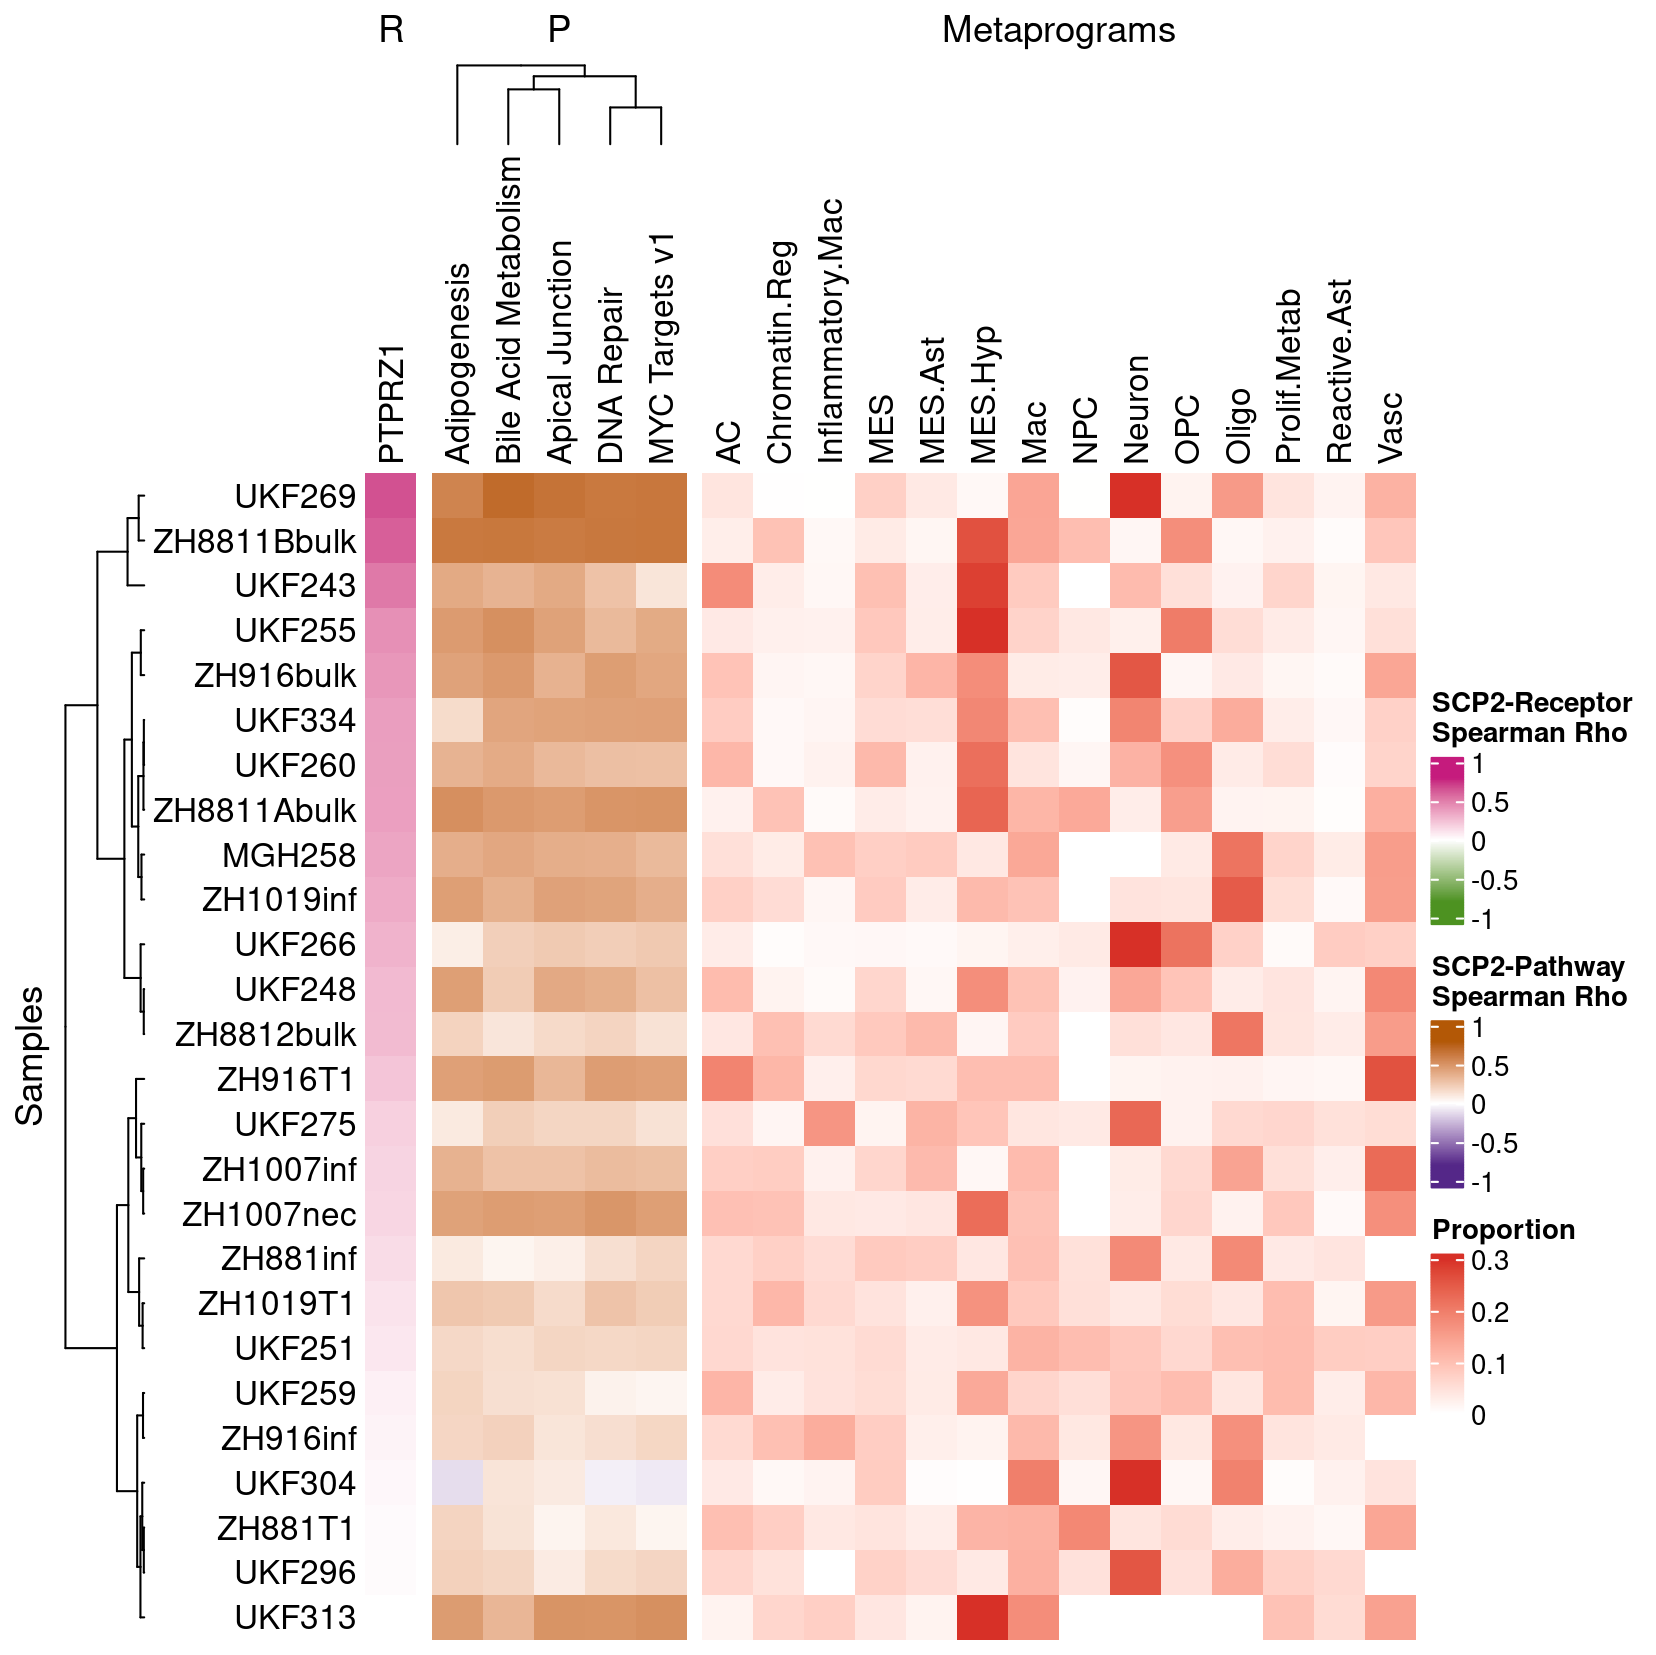 R P Metaprograms
PTPRZ1
Adipogenesis
Bile Acid Metabolism
Apical Junction
DNA Repair
MYC Targets v1
AC
Chromatin.Reg
Inflammatory.Mac
MES
MES.Ast
MES.Hyp
Mac
NPC
Neuron
OPC
Oligo
Prolif.Metab
Reactive.Ast
Vasc
Samples
UKF269
ZH8811Bbulk
UKF243
UKF255
ZH916bulk
UKF334
UKF260
ZH8811Abulk
MGH258
ZH1019inf
UKF266
UKF248
ZH8812bulk
ZH916T1
UKF275
ZH1007inf
ZH1007nec
ZH881inf
ZH1019T1
UKF251
UKF259
ZH916inf
UKF304
ZH881T1
UKF296
UKF313
SCP2-Receptor
Spearman Rho
1
0.5
0
-0.5
-1
SCP2-Pathway
Spearman Rho
1
0.5
0
-0.5
-1
Proportion
0.3
0.2
0.1
0